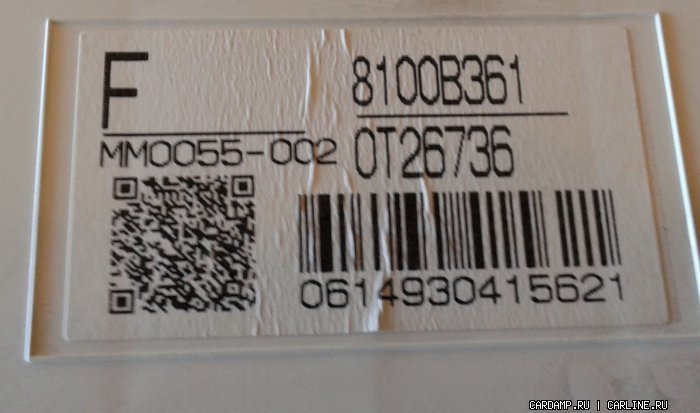 F
8100B361
MM0055-002
0T26736
0614930415621
CARDAMP.RU | CARLINE.RU